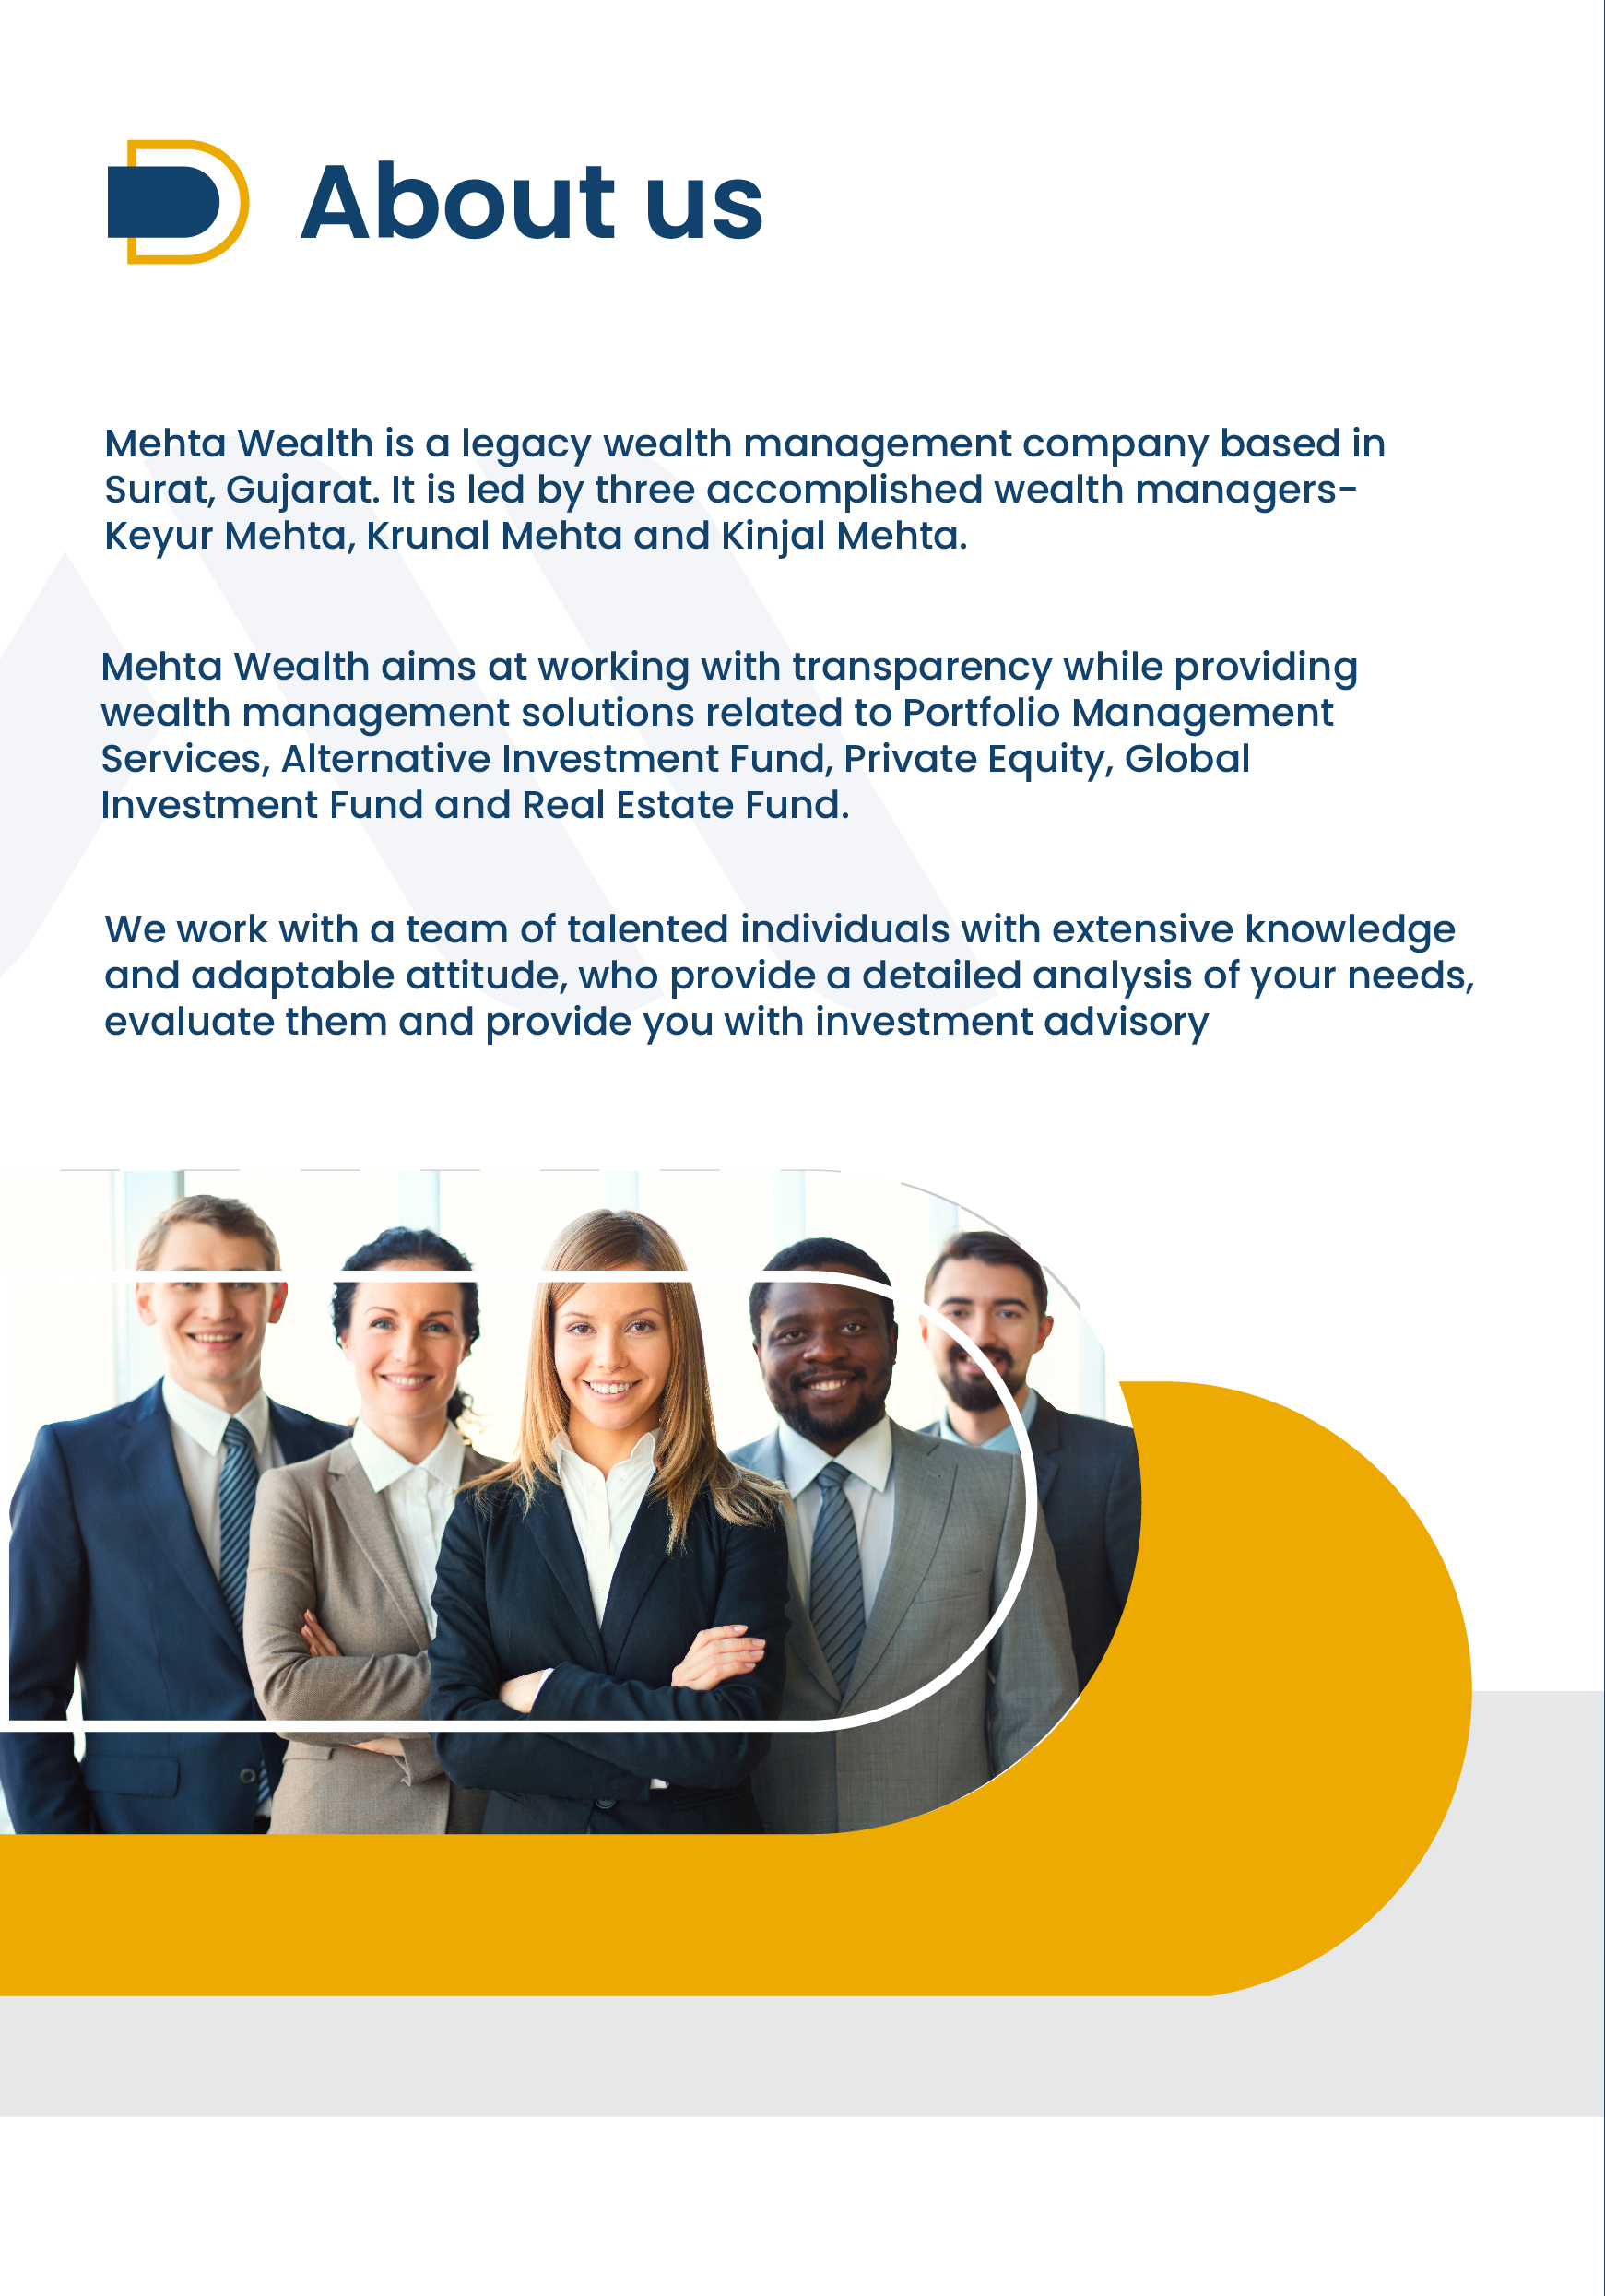 About us
Mehta Wealth is a legacy wealth management company based in
Surat, Gujarat. It is led by three accomplished wealth managers-
Keyur Mehta, Krunal Mehta and Kinjal Mehta.
Mehta Wealth aims at working with transparency while providing
wealth management solutions related to Portfolio Management
Services, Alternative Investment Fund, Private Equity, Global
Investment Fund and Real Estate Fund.
We work with a team of talented individuals with extensive knowledge
and adaptable attitude, who provide a detailed analysis of your needs,
evaluate them and provide you with investment advisory